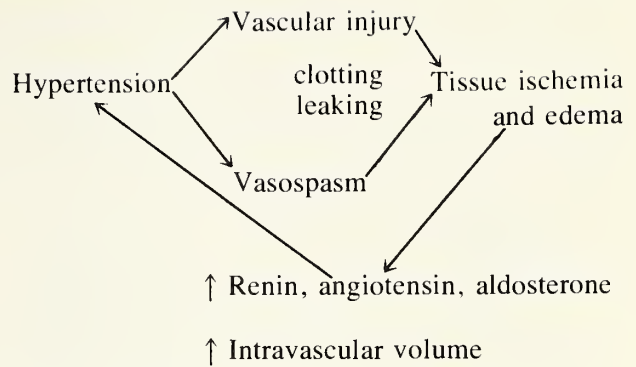 Vascular injury
Hypertension
clotting
leaking
Tissue ischemia
and edema
Vasospasm
↑ Renin, angiotensin, aldosterone
↑ Intravascular volume